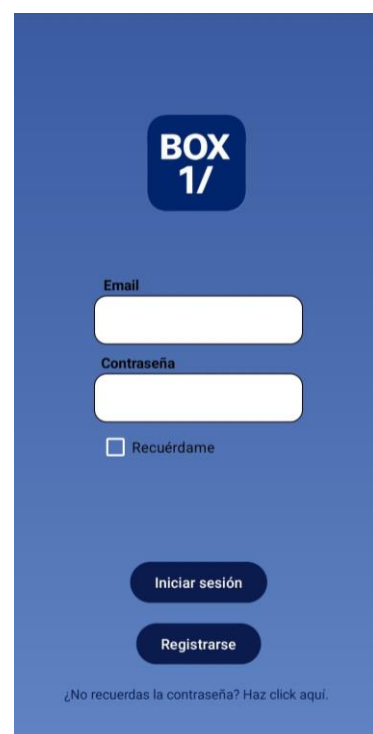 BOX
1/
Email
Contraseña
Recuérdame
Iniciar sesión
Registrarse
¿No recuerdas la contraseña? Haz click aquí.